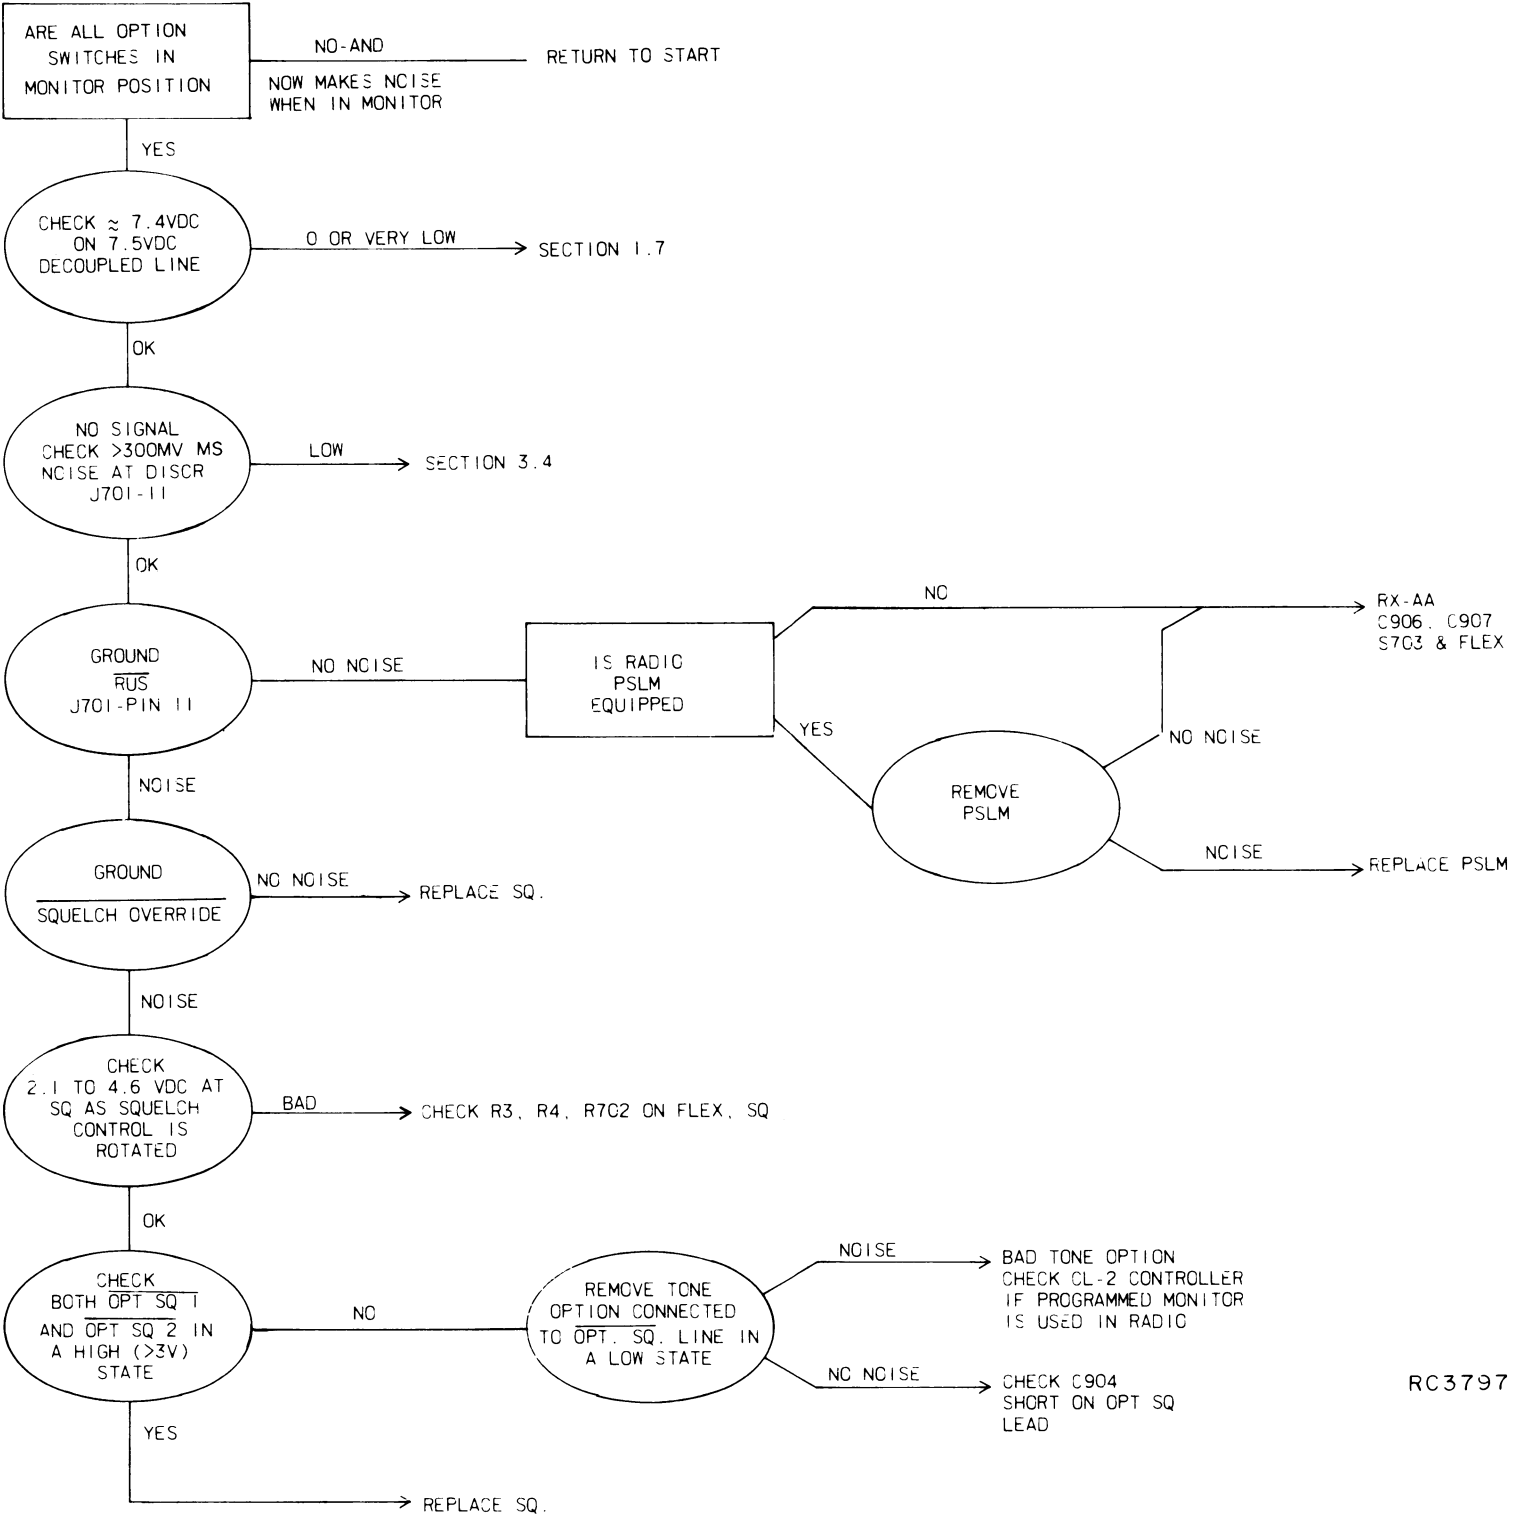 ARE ALL OPTION
SWITCHES IN
MONITOR POSITION
NO-AND
NOW MAKES NOISE
WHEN IN MONITOR
RETURN TO START
YES
CHECK ≈ 7.4VDC
ON 7.5VDC
DECOUPLED LINE
0 OR VERY LOW
SECTION 1.7
OK
NO SIGNAL
CHECK >300MV MS
NOISE AT DISCR
J701-11
LOW
SECTION 3.4
OK
GROUND
RUS
J701-PIN 11
NO NOISE
IS RADIO
PSLM
EQUIPPED
NO
RX-AA
C906, C907
S703 & FLEX
YES
REMOVE
PSLM
NO NOISE
NOISE
REPLACE PSLM
NOISE
GROUND
SQUELCH OVERRIDE
NO NOISE
REPLACE SQ.
NOISE
CHECK
2.1 TO 4.6 VDC AT
SQ AS SQUELCH
CONTROL IS
ROTATED
BAD
CHECK R3, R4, R702 ON FLEX, SQ
OK
CHECK
BOTH OPT SQ 1
AND OPT SQ 2 IN
A HIGH (>3V)
STATE
NO
REMOVE TONE
OPTION CONNECTED
TO OPT. SQ. LINE IN
A LOW STATE
NOISE
BAD TONE OPTION
CHECK CL-2 CONTROLLER
IF PROGRAMMED MONITOR
IS USED IN RADIO
NO NOISE
CHECK C904
SHORT ON OPT SQ
LEAD
YES
REPLACE SQ.
RC3797